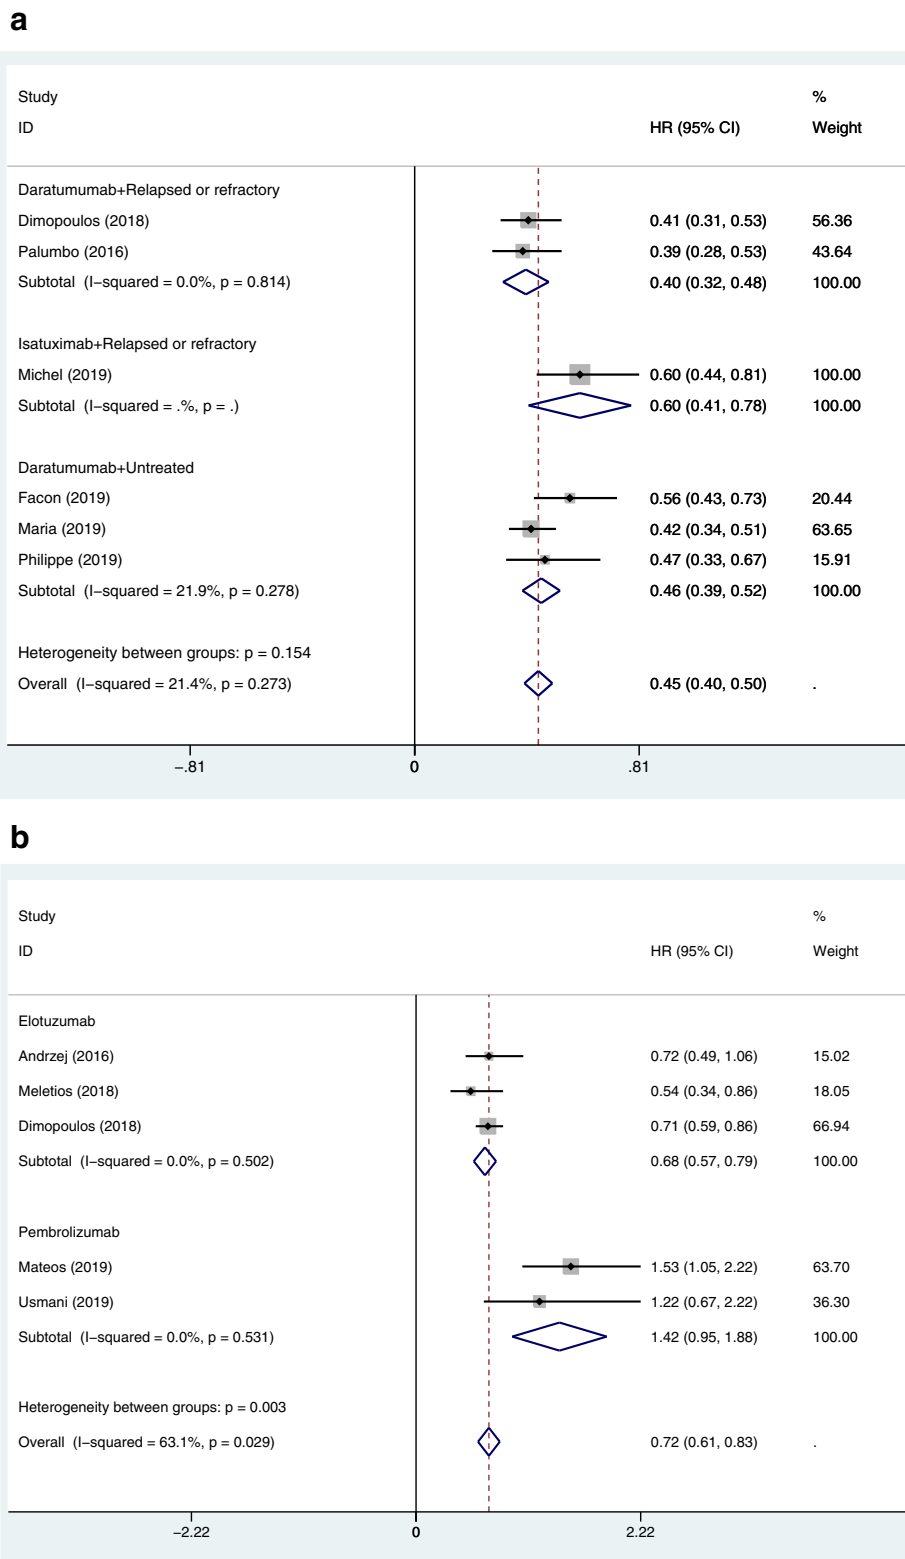 a
Study %
ID HR (95% CI) Weight
Daratumumab+Relapsed or refractory
Dimopoulos (2018) 0.41 (0.31, 0.53) 56.36
Palumbo (2016) 0.39 (0.28, 0.53) 43.64
Subtotal (I−squared = 0.0%, p = 0.814) 0.40 (0.32, 0.48) 100.00
Isatuximab+Relapsed or refractory
Michel (2019) 0.60 (0.44, 0.81) 100.00
Subtotal (I−squared = .%, p = .) 0.60 (0.41, 0.78) 100.00
Daratumumab+Untreated
Facon (2019) 0.56 (0.43, 0.73) 20.44
Maria (2019) 0.42 (0.34, 0.51) 63.65
Philippe (2019) 0.47 (0.33, 0.67) 15.91
Subtotal (I−squared = 21.9%, p = 0.278) 0.46 (0.39, 0.52) 100.00
Heterogeneity between groups: p = 0.154
Overall (I−squared = 21.4%, p = 0.273) 0.45 (0.40, 0.50) .
−.81 0 .81
b
Study %
ID HR (95% CI) Weight
Elotuzumab
Andrzej (2016) 0.72 (0.49, 1.06) 15.02
Meletios (2018) 0.54 (0.34, 0.86) 18.05
Dimopoulos (2018) 0.71 (0.59, 0.86) 66.94
Subtotal (I−squared = 0.0%, p = 0.502) 0.68 (0.57, 0.79) 100.00
Pembrolizumab
Mateos (2019) 1.53 (1.05, 2.22) 63.70
Usmani (2019) 1.22 (0.67, 2.22) 36.30
Subtotal (I−squared = 0.0%, p = 0.531) 1.42 (0.95, 1.88) 100.00
Heterogeneity between groups: p = 0.003
Overall (I−squared = 63.1%, p = 0.029) 0.72 (0.61, 0.83) .
−2.22 0 2.22